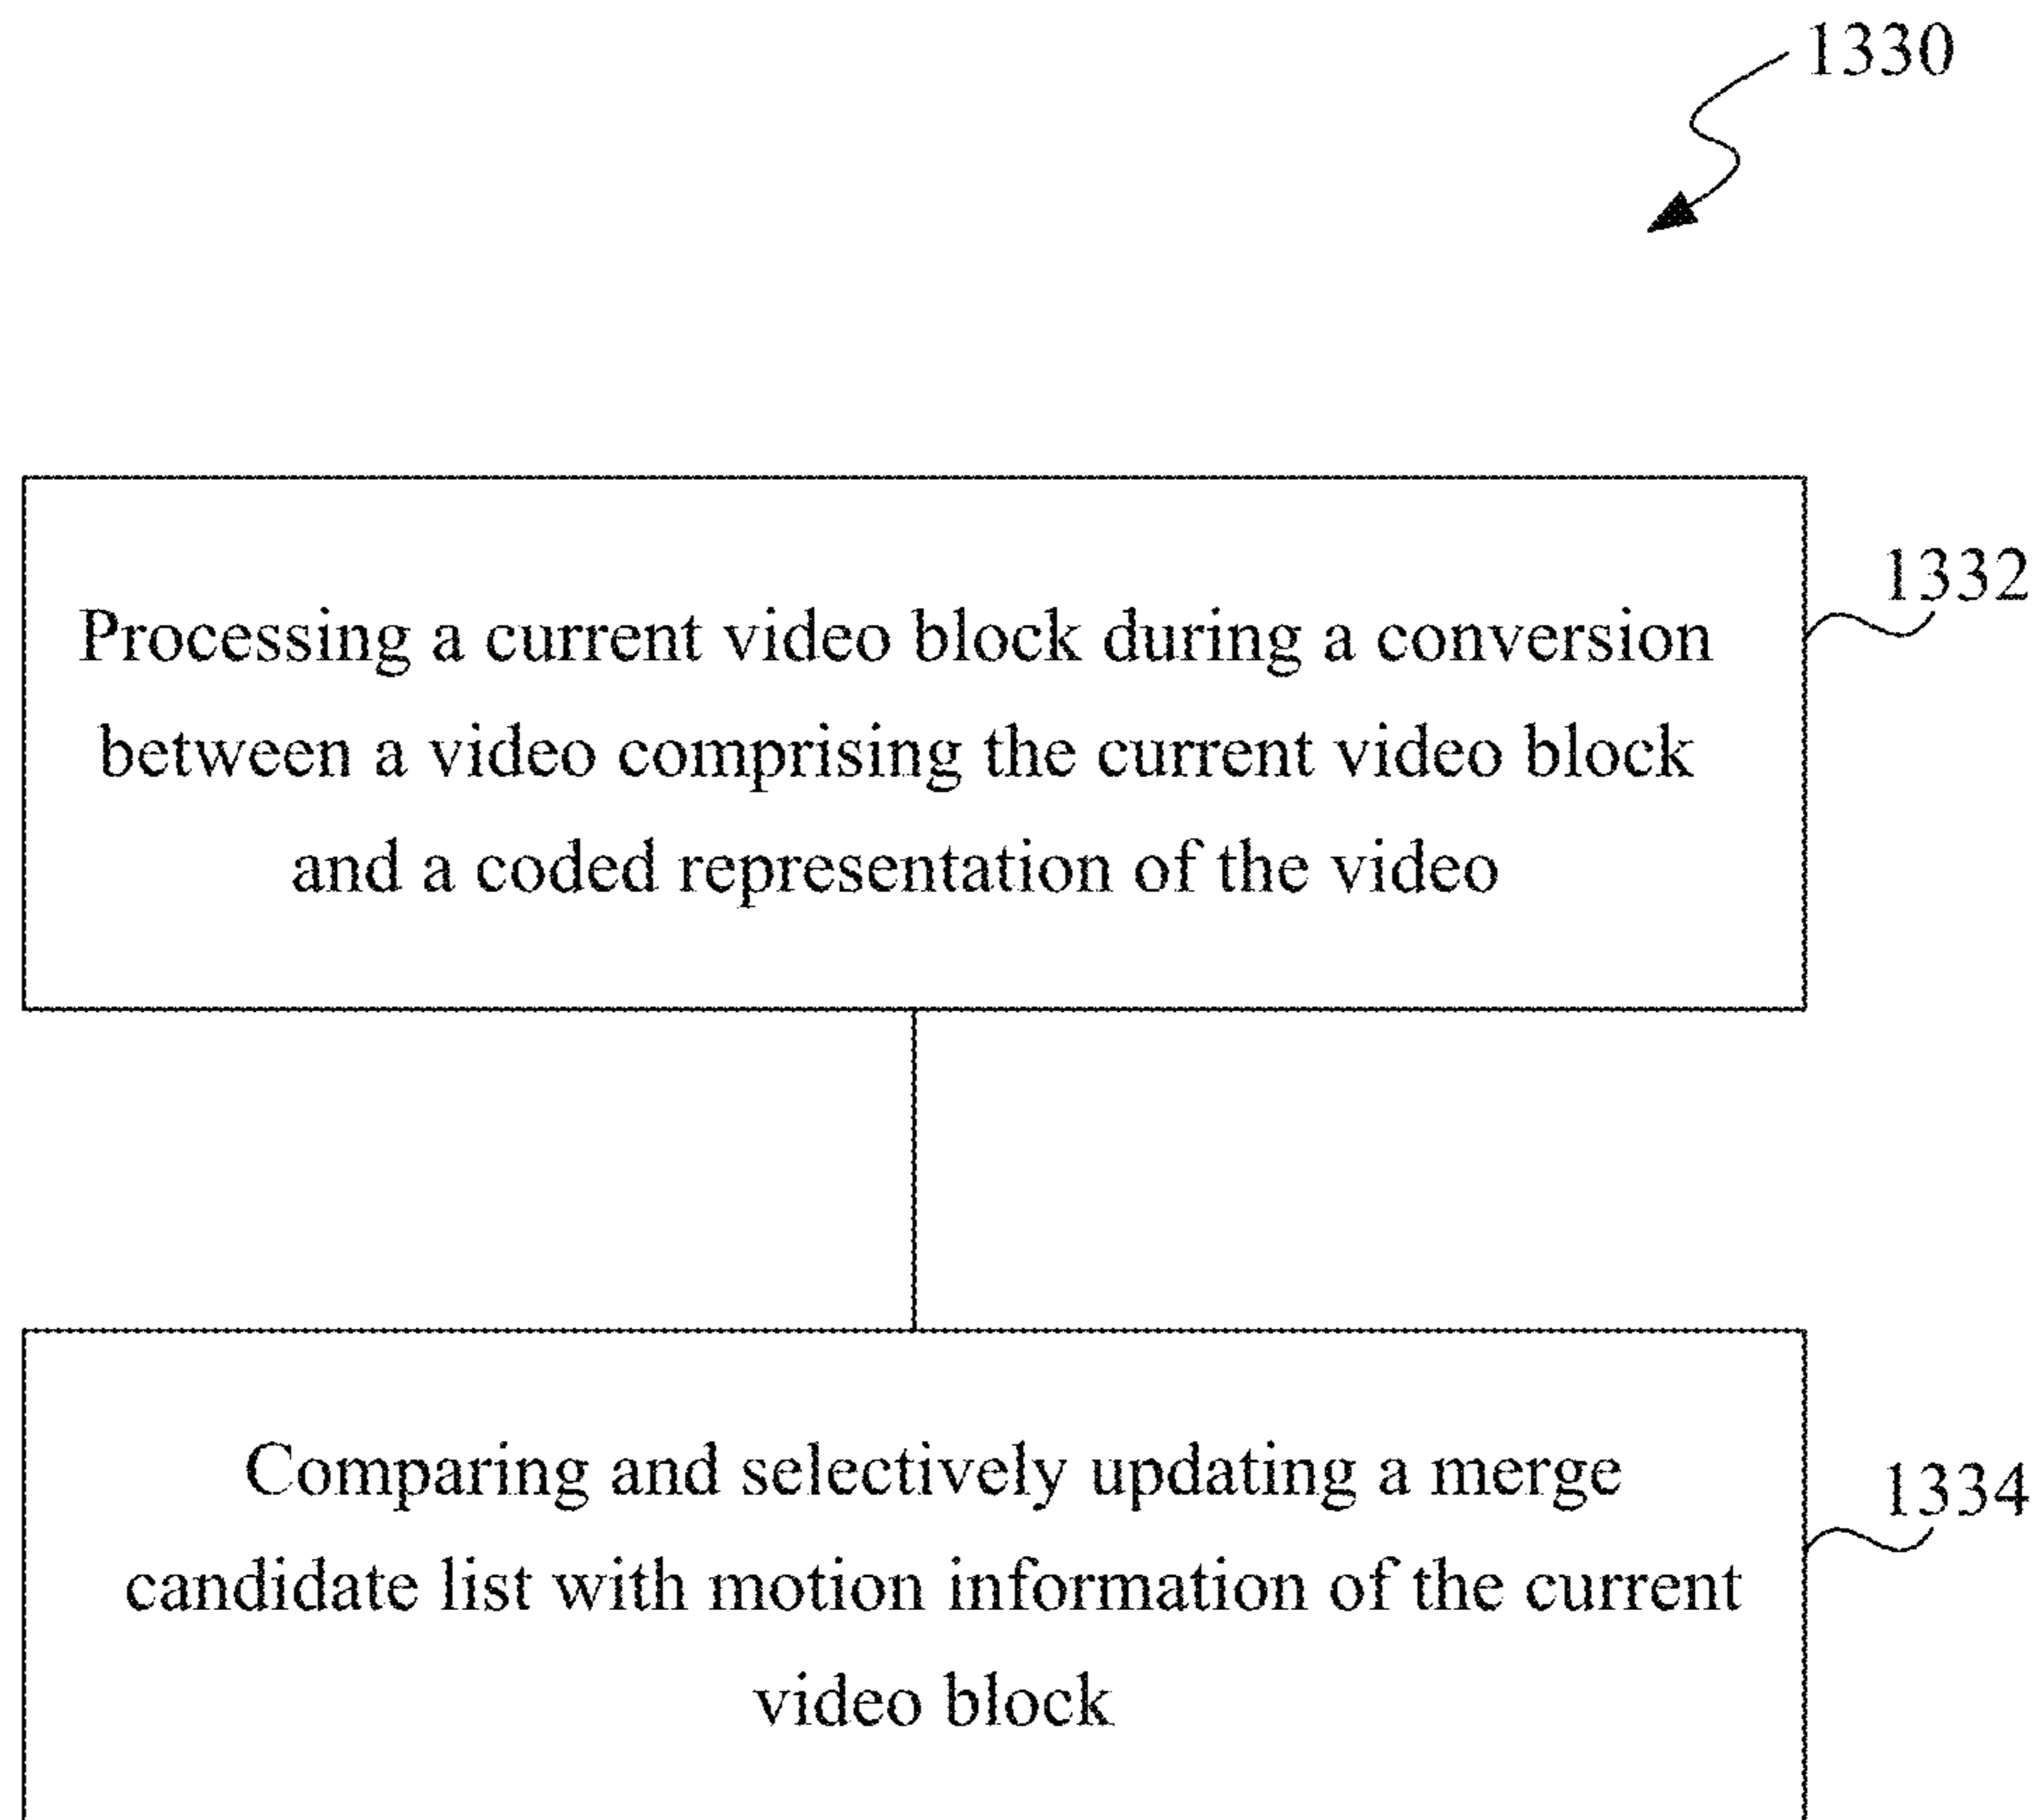 1330
1332
Processing a current video block during a conversion
between a video comprising the current video block
and a coded representation of the video
1334
Comparing and selectively updating a merge
candidate list with motion information of the current
video block